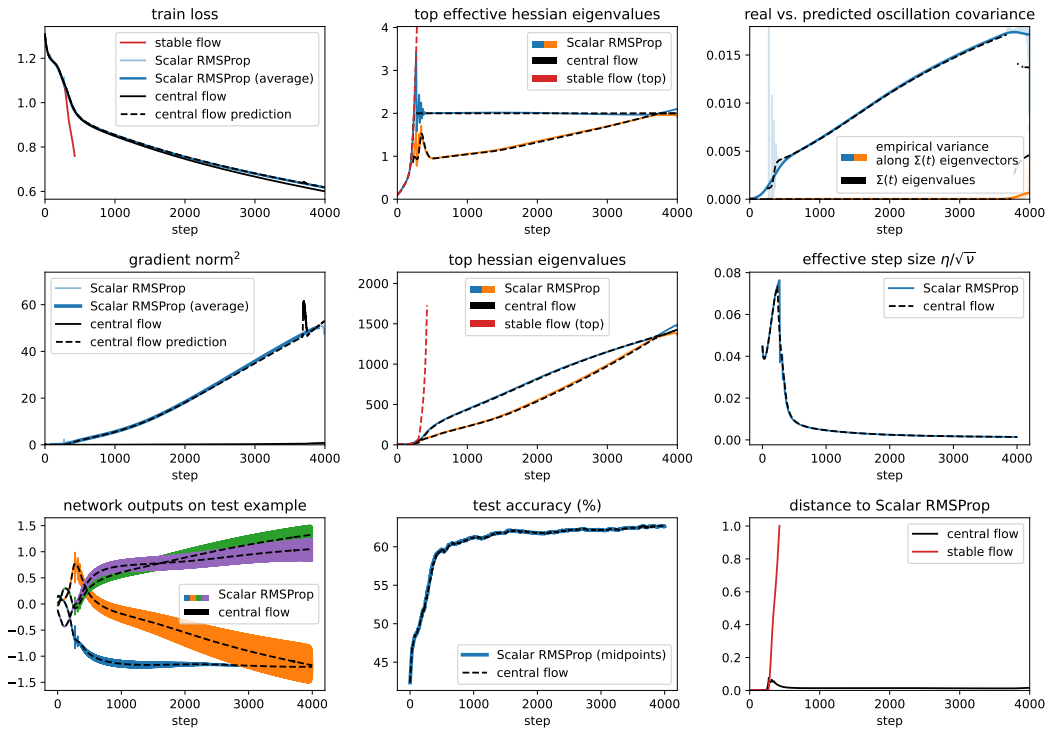 train loss
1.2
1.0
0.8
0.6
0
1000
2000
3000
4000
step
stable flow
Scalar RMSProp
Scalar RMSProp (average)
central flow
central flow prediction
top effective hessian eigenvalues
4
3
2
1
0
0
1000
2000
3000
4000
step
Scalar RMSProp
central flow
stable flow (top)
real vs. predicted oscillation covariance
0.015
0.010
0.005
0.000
0
1000
2000
3000
4000
step
empirical variance
along Σ(t) eigenvectors
Σ(t) eigenvalues
gradient norm²
60
40
20
0
0
1000
2000
3000
4000
step
Scalar RMSProp
Scalar RMSProp (average)
central flow
central flow prediction
top hessian eigenvalues
2000
1500
1000
500
0
0
1000
2000
3000
4000
step
Scalar RMSProp
central flow
stable flow (top)
effective step size η/√ν
0.08
0.06
0.04
0.02
0.00
0
1000
2000
3000
4000
step
Scalar RMSProp
central flow
network outputs on test example
1.5
1.0
0.5
0.0
−0.5
−1.0
−1.5
0
1000
2000
3000
4000
step
Scalar RMSProp
central flow
test accuracy (%)
60
55
50
45
0
1000
2000
3000
4000
step
Scalar RMSProp (midpoints)
central flow
distance to Scalar RMSProp
1.0
0.8
0.6
0.4
0.2
0.0
0
1000
2000
3000
4000
step
central flow
stable flow